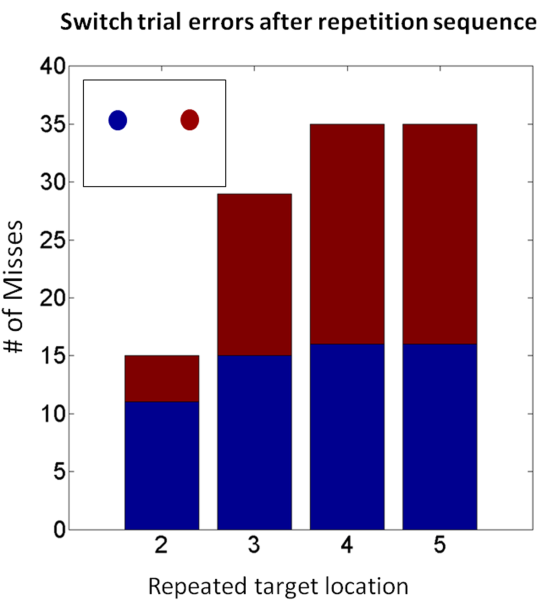 Switch trial errors after repetition sequence
40
35
30
25
20
15
10
5
0
# of Misses
2 3 4 5
Repeated target location